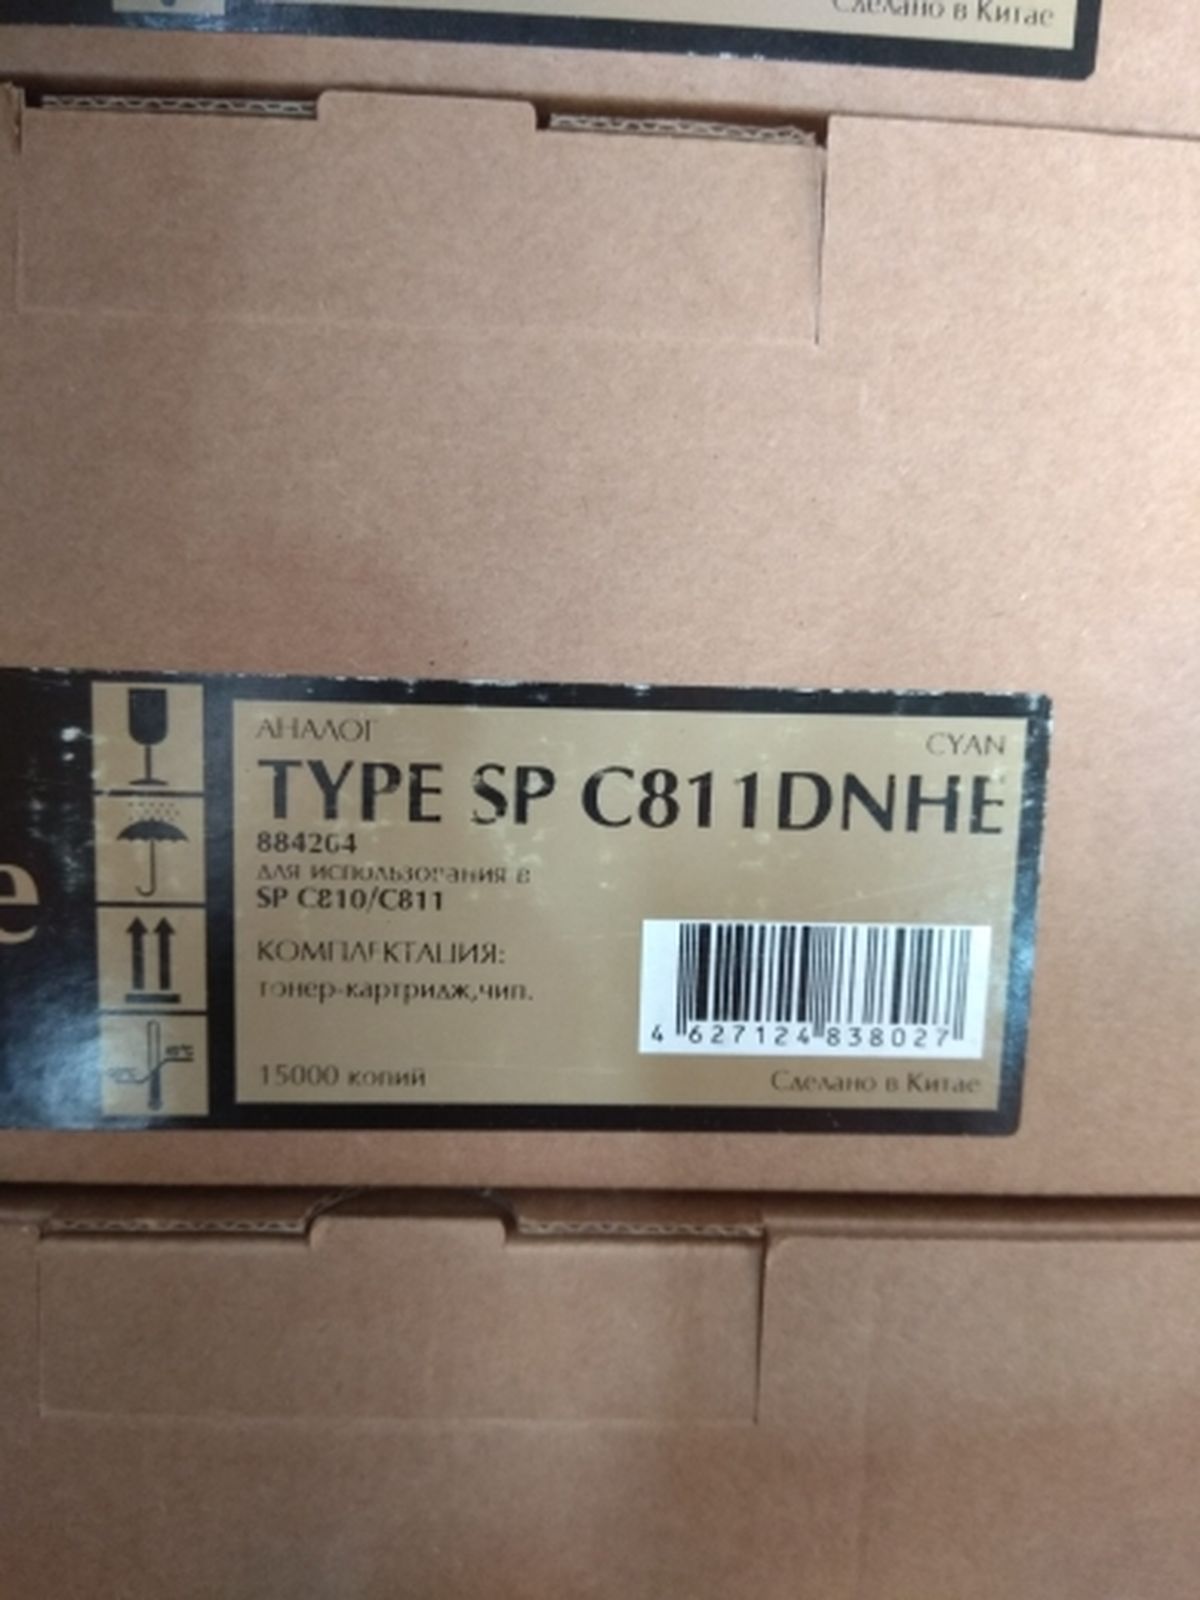 Сделано в Китае
e
АНАЛОГ
CYAN
TYPE SP C811DNHE
884264
для использования в
SP C810/C811
КОМПЛЕКТАЦИЯ:
тонер-картридж,чип.
4 627124 838027
15000 копий
Сделано в Китае